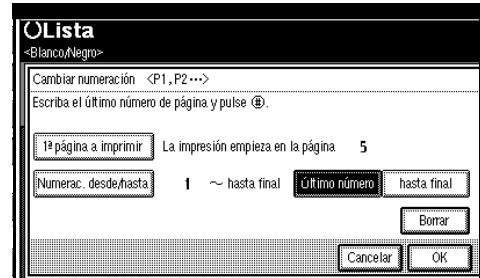 Lista
<Blanco/Negro>
Cambiar numeración <P1, P2···>
Escriba el último número de página y pulse (#).
1ª página a imprimir La impresión empieza en la página 5
Numerac. desde/hasta 1 ~ hasta final Último número hasta final
Borrar
Cancelar OK